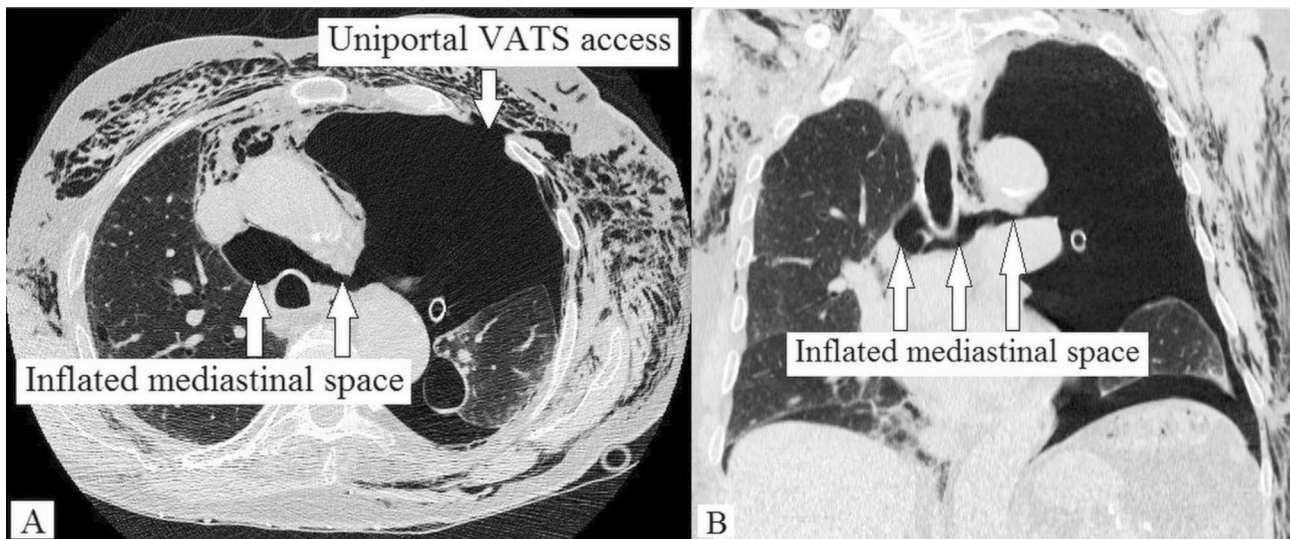 Uniportal VATS access
Inflated mediastinal space
A
Inflated mediastinal space
B